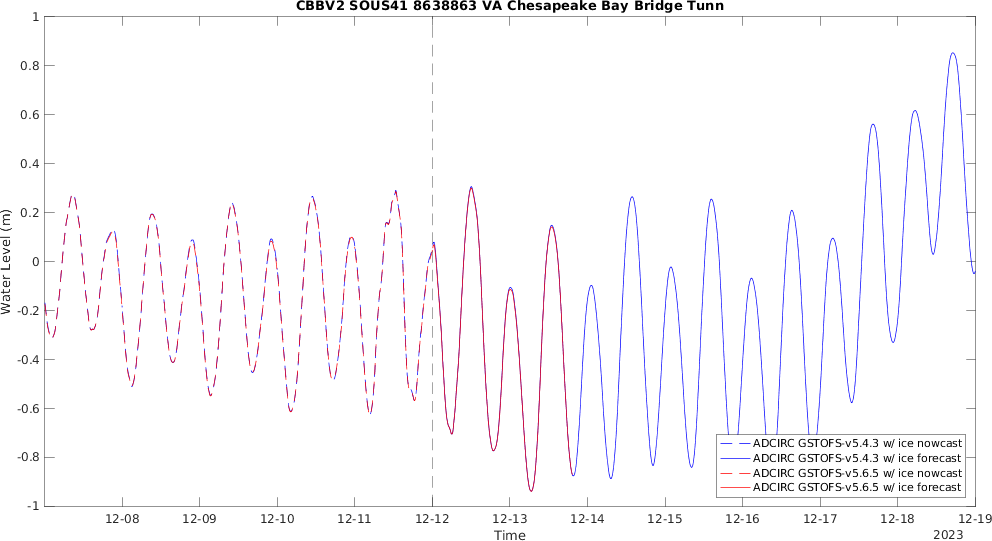 CBBV2 SOUS41 8638863 VA Chesapeake Bay Bridge Tunn
1
0.8
0.6
0.4
0.2
0
-0.2
-0.4
-0.6
-0.8
-1
Water Level (m)
ADCIRC GSTOFS-v5.4.3 w/ ice nowcast
ADCIRC GSTOFS-v5.4.3 w/ ice forecast
ADCIRC GSTOFS-v5.6.5 w/ ice nowcast
ADCIRC GSTOFS-v5.6.5 w/ ice forecast
12-08 12-09 12-10 12-11 12-12 12-13 12-14 12-15 12-16 12-17 12-18 12-19
Time
2023